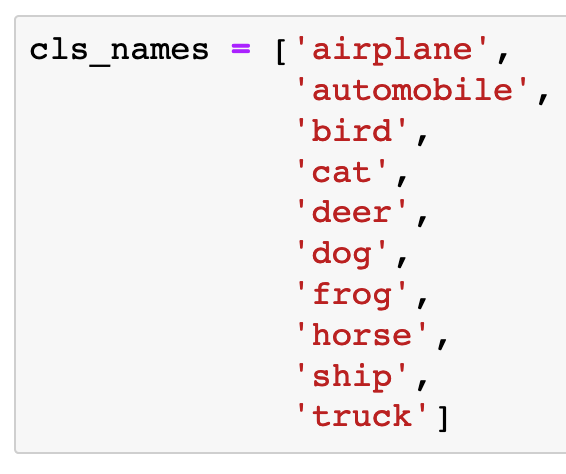 cls_names = ['airplane',
'automobile',
'bird',
'cat',
'deer',
'dog',
'frog',
'horse',
'ship',
'truck']